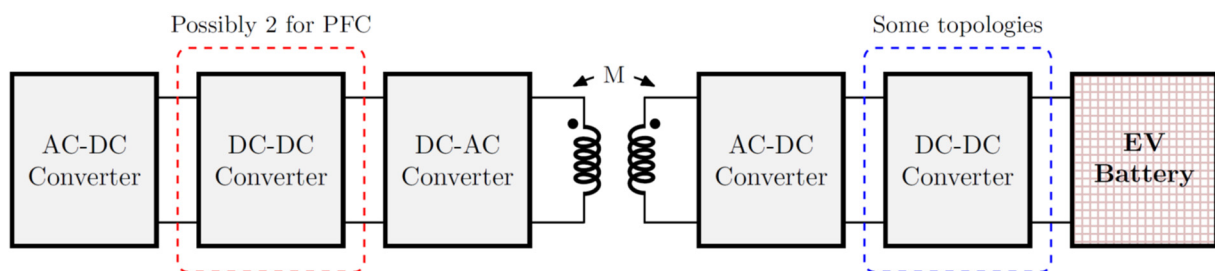 Possibly 2 for PFC
Some topologies
M
AC-DC
Converter
DC-DC
Converter
DC-AC
Converter
AC-DC
Converter
DC-DC
Converter
EV
Battery